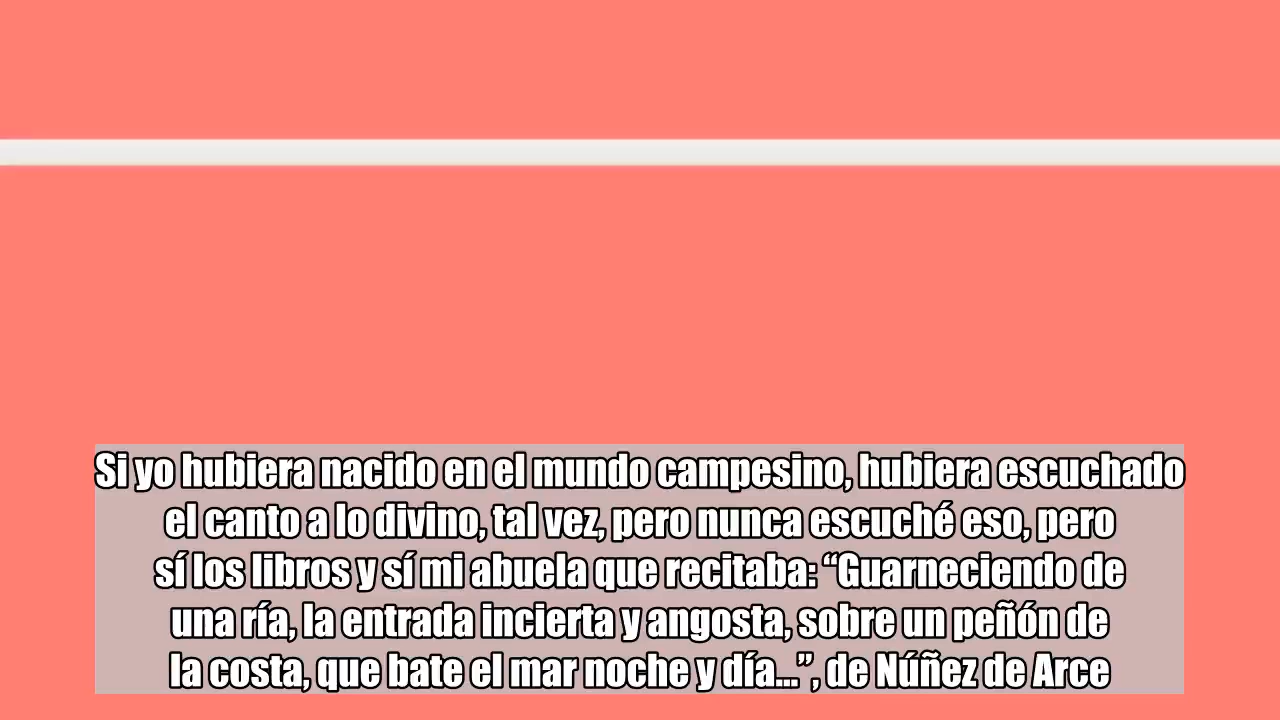 Si yo hubiera nacido en el mundo campesino, hubiera escuchado
el canto a lo divino, tal vez, pero nunca escuché eso, pero
sí los libros y sí mi abuela que recitaba: “Guarneciendo de
una ría, la entrada incierta y angosta, sobre un peñón de
la costa, que bate el mar noche y día...”, de Núñez de Arce